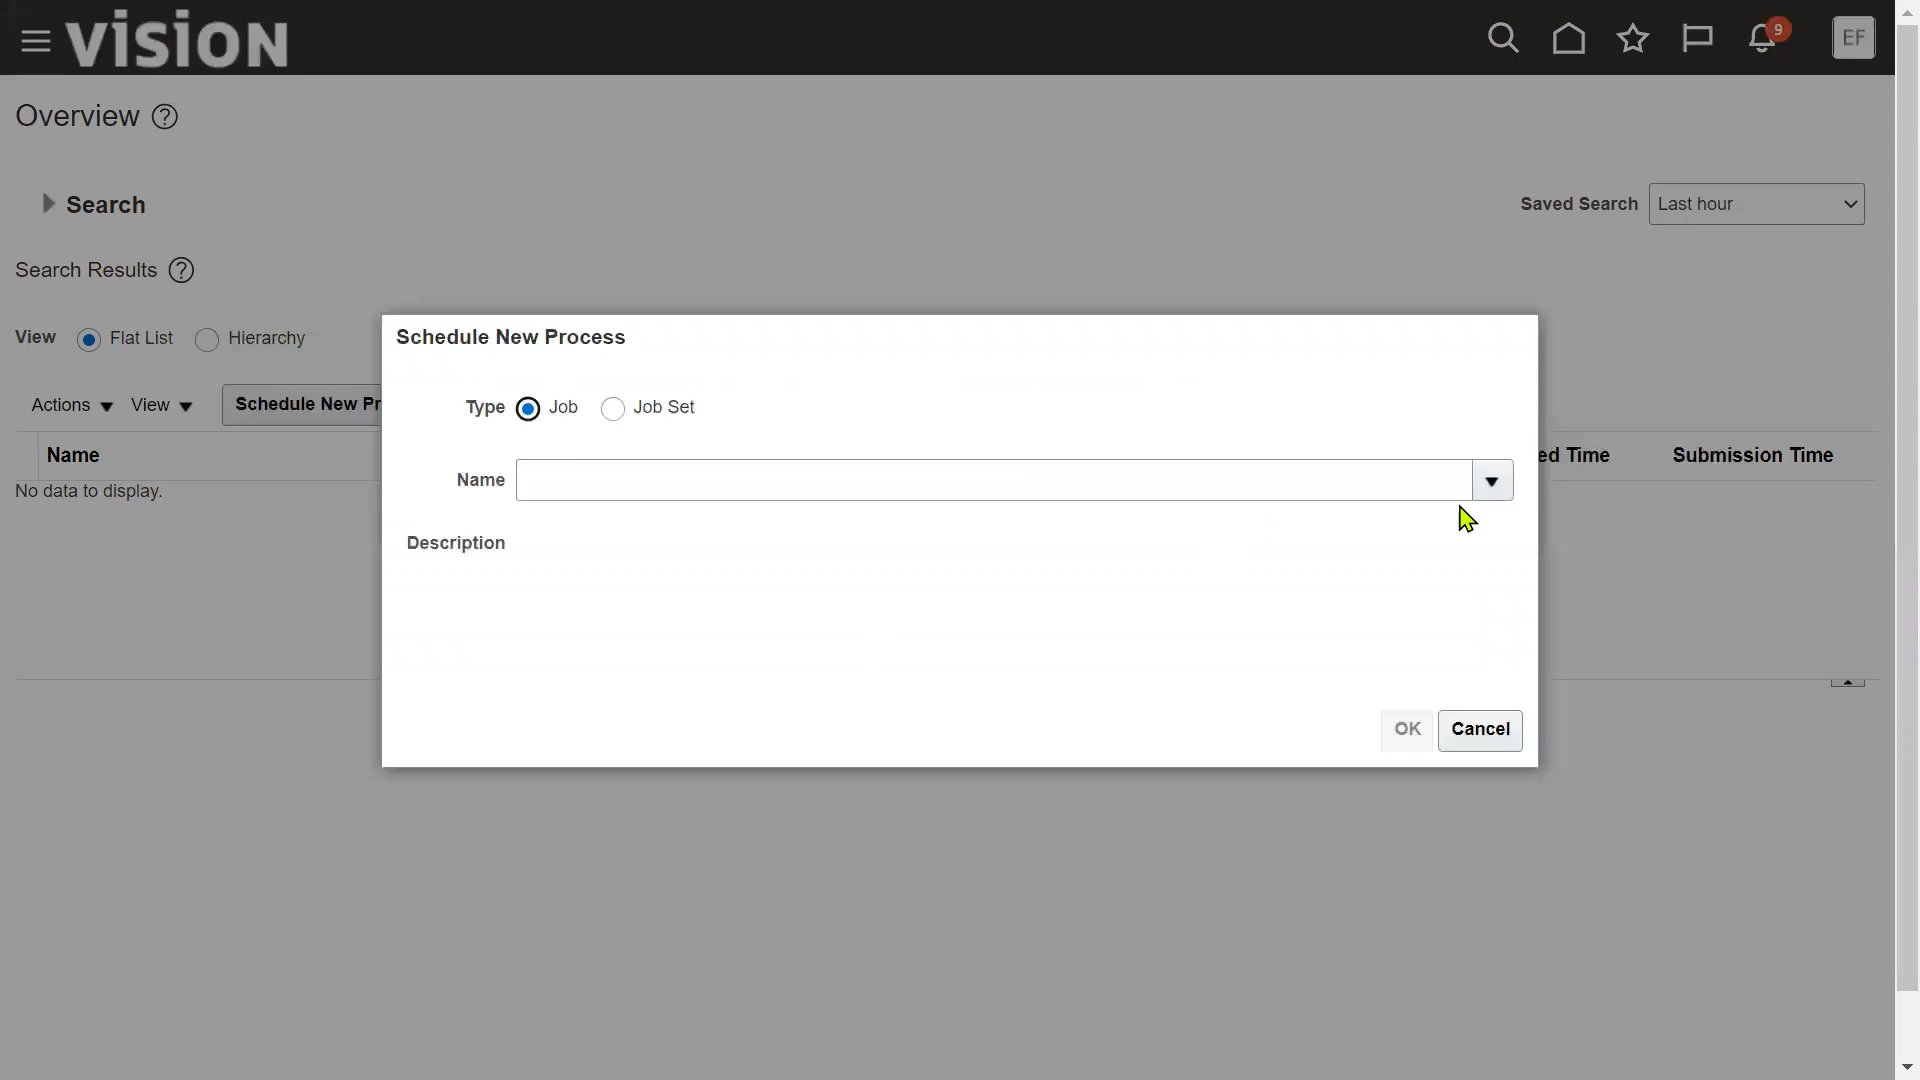 vision
9
EF
Overview ?
Search
Saved Search Last hour
Search Results ?
View Flat List Hierarchy
Actions View Schedule New Pr
Name
ed Time Submission Time
No data to display.
Schedule New Process
Type Job Job Set
Name
Description
OK Cancel